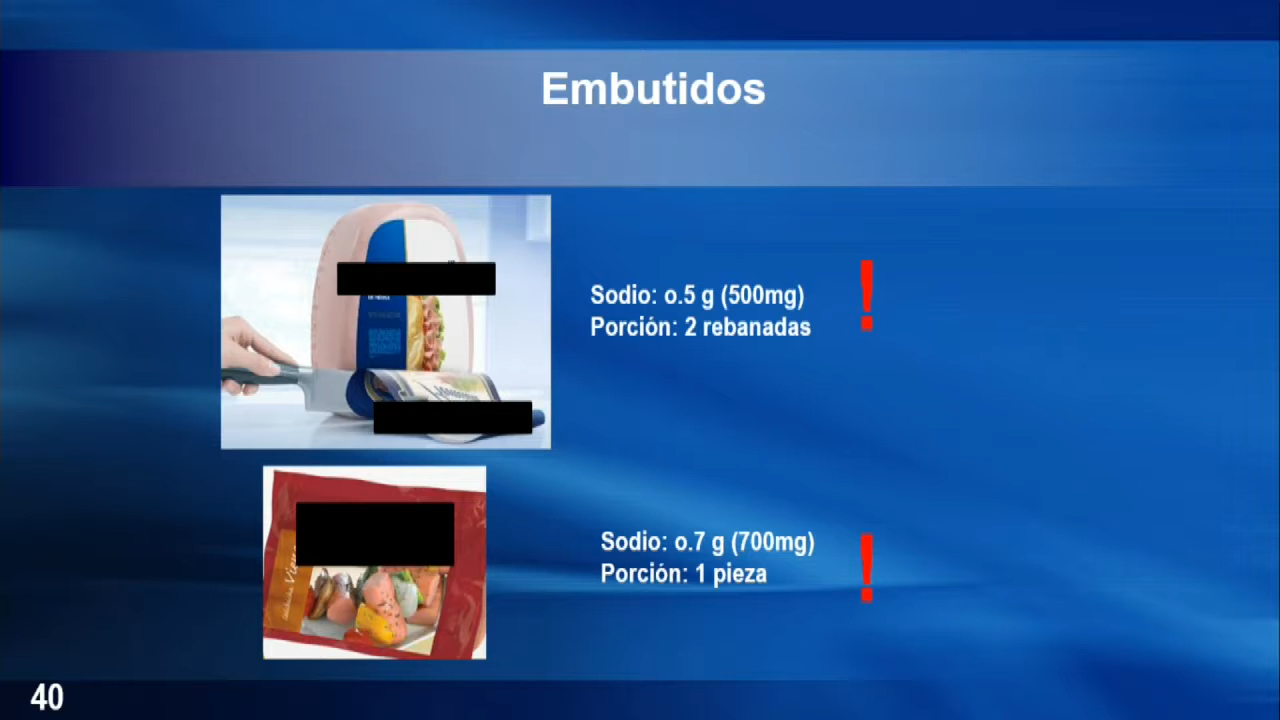 Embutidos
Sodio: o.5 g (500mg)
Porción: 2 rebanadas
!
Sodio: o.7 g (700mg)
Porción: 1 pieza
!
40